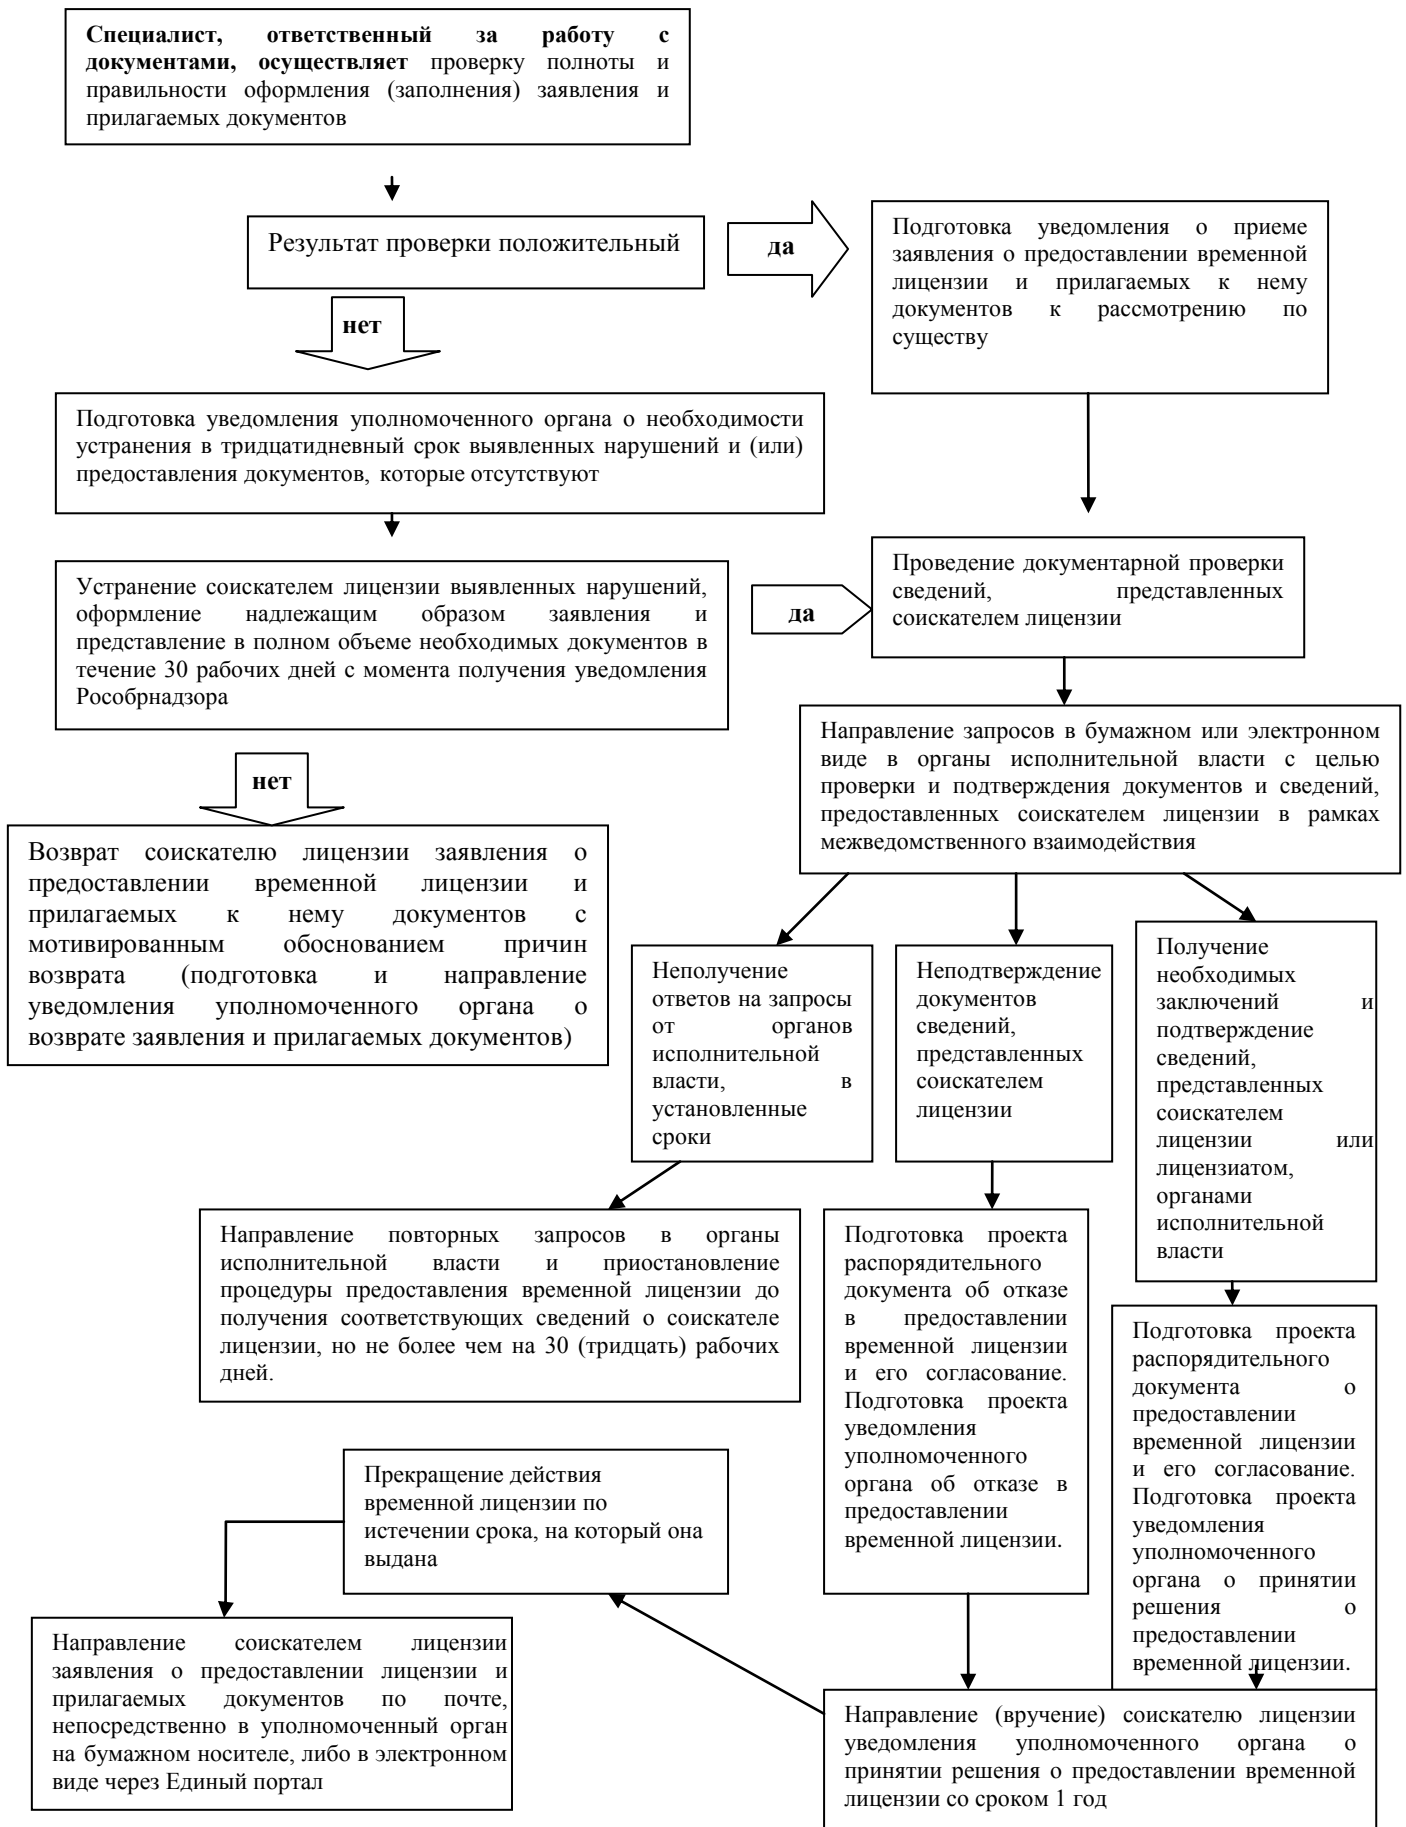 Специалист, ответственный за работу с
документами, осуществляет проверку полноты и
правильности оформления (заполнения) заявления и
прилагаемых документов
Результат проверки положительный
да
Подготовка уведомления о приеме
заявления о предоставлении временной
лицензии и прилагаемых к нему
документов к рассмотрению по
существу
нет
Подготовка уведомления уполномоченного органа о необходимости
устранения в тридцатидневный срок выявленных нарушений и (или)
предоставления документов, которые отсутствуют
Устранение соискателем лицензии выявленных нарушений,
оформление надлежащим образом заявления и
представление в полном объеме необходимых документов в
течение 30 рабочих дней с момента получения уведомления
Рособрнадзора
да
Проведение документарной проверки
сведений, представленных
соискателем лицензии
Направление запросов в бумажном или электронном
виде в органы исполнительной власти с целью
проверки и подтверждения документов и сведений,
предоставленных соискателем лицензии в рамках
межведомственного взаимодействия
нет
Возврат соискателю лицензии заявления о
предоставлении временной лицензии и
прилагаемых к нему документов с
мотивированным обоснованием причин
возврата (подготовка и направление
уведомления уполномоченного органа о
возврате заявления и прилагаемых документов)
Неполучение
ответов на запросы
от органов
исполнительной
власти, в
установленные
сроки
Неподтверждение
документов
сведений,
представленных
соискателем
лицензии
Получение
необходимых
заключений и
подтверждение
сведений,
представленных
соискателем
лицензии или
лицензиатом,
органами
исполнительной
власти
Направление повторных запросов в органы
исполнительной власти и приостановление
процедуры предоставления временной лицензии до
получения соответствующих сведений о соискателе
лицензии, но не более чем на 30 (тридцать) рабочих
дней.
Подготовка проекта
распорядительного
документа об отказе
в предоставлении
временной лицензии
и его согласование.
Подготовка проекта
уведомления
уполномоченного
органа об отказе в
предоставлении
временной лицензии.
Подготовка проекта
распорядительного
документа о
предоставлении
временной лицензии
и его согласование.
Подготовка проекта
уведомления
уполномоченного
органа о принятии
решения о
предоставлении
временной лицензии.
Прекращение действия
временной лицензии по
истечении срока, на который она
выдана
Направление соискателем лицензии
заявления о предоставлении лицензии и
прилагаемых документов по почте,
непосредственно в уполномоченный орган
на бумажном носителе, либо в электронном
виде через Единый портал
Направление (вручение) соискателю лицензии
уведомления уполномоченного органа о
принятии решения о предоставлении временной
лицензии со сроком 1 год